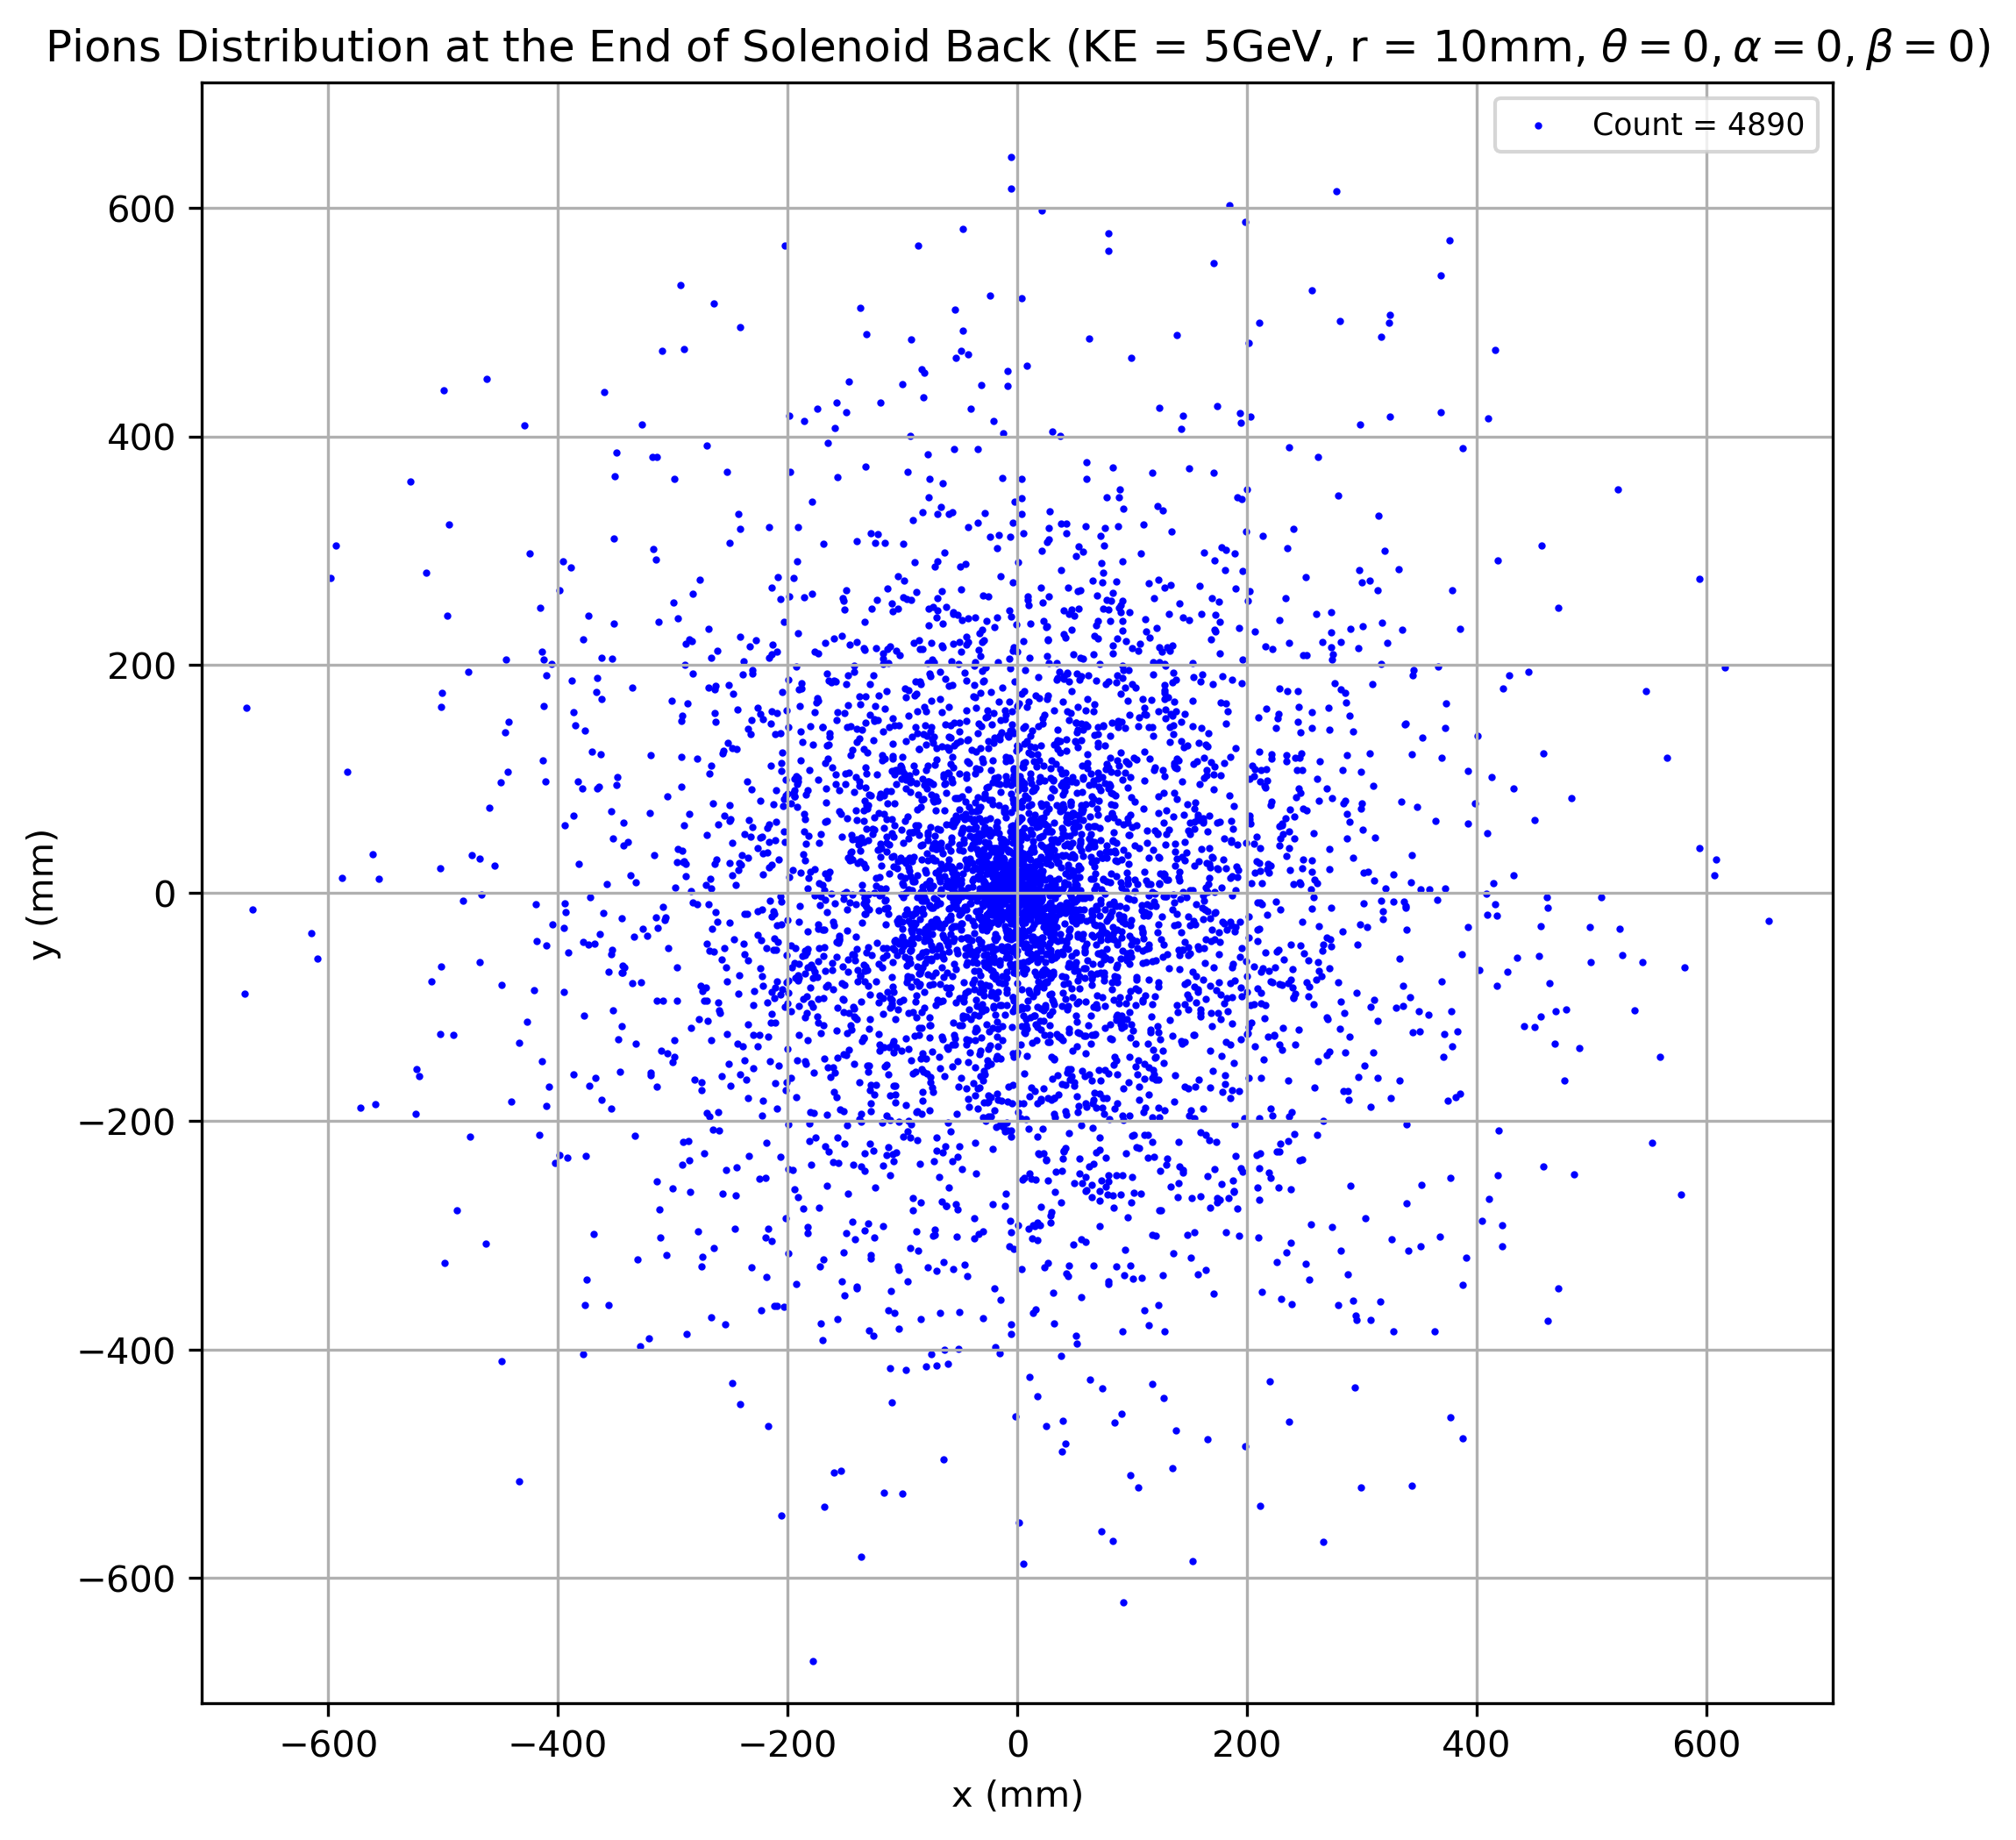 Pions Distribution at the End of Solenoid Back (KE = 5GeV, r = 10mm, θ = 0, α = 0, β = 0)
Count = 4890
600
400
200
0
−200
−400
−600
y (mm)
−600 −400 −200 0 200 400 600
x (mm)